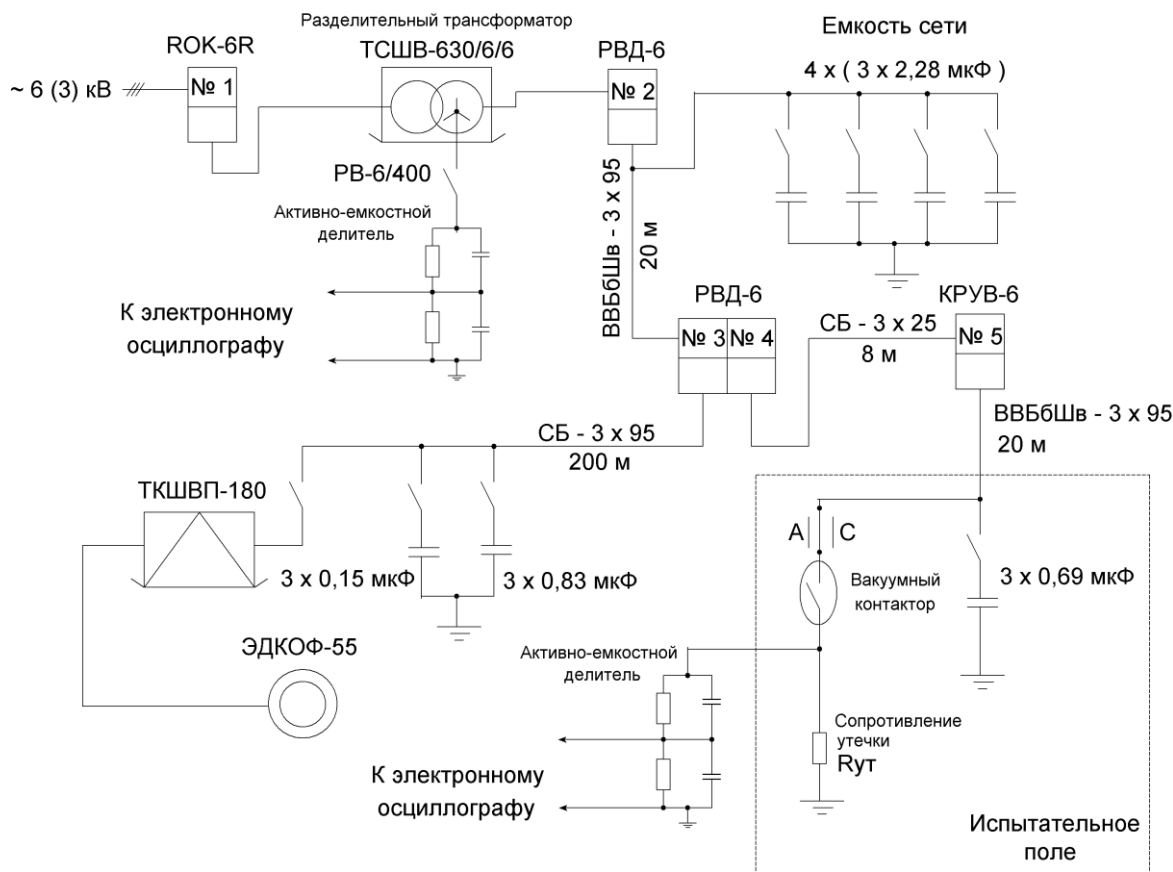 Разделительный трансформатор
ROK-6R
ТСШВ-630/6/6
РВД-6
Емкость сети
4 х ( 3 х 2,28 мкФ )
~ 6 (3) кВ
№ 1
№ 2
РВ-6/400
Активно-емкостной
делитель
ВВБбШв - 3 х 95
20 м
К электронному
осциллографу
РВД-6
№ 3
№ 4
СБ - 3 х 25
8 м
КРУВ-6
№ 5
ВВБбШв - 3 х 95
20 м
СБ - 3 х 95
200 м
ТКШВП-180
3 х 0,15 мкФ
3 х 0,83 мкФ
А
С
Вакуумный
контактор
3 х 0,69 мкФ
ЭДКОФ-55
Активно-емкостной
делитель
Сопротивление
утечки
Rут
К электронному
осциллографу
Испытательное
поле